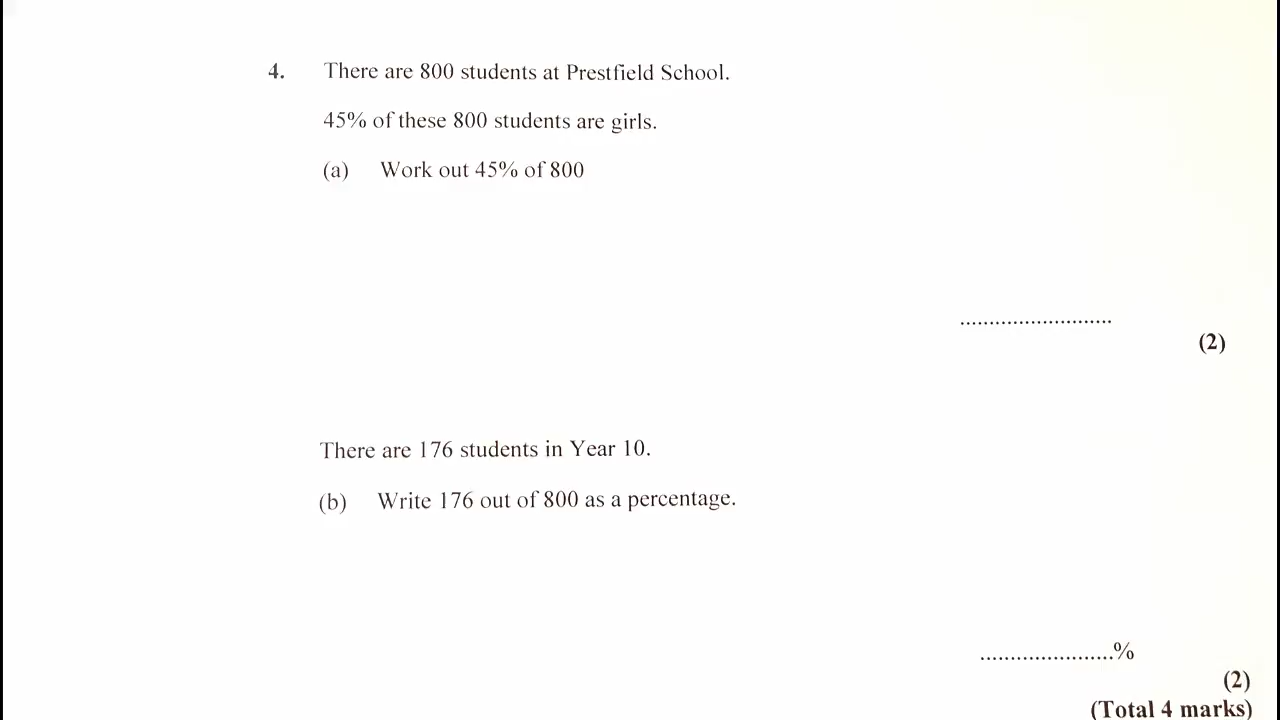 4. There are 800 students at Prestfield School.
45% of these 800 students are girls.
(a) Work out 45% of 800
..........................
(2)
There are 176 students in Year 10.
(b) Write 176 out of 800 as a percentage.
......................%
(2)
(Total 4 marks)